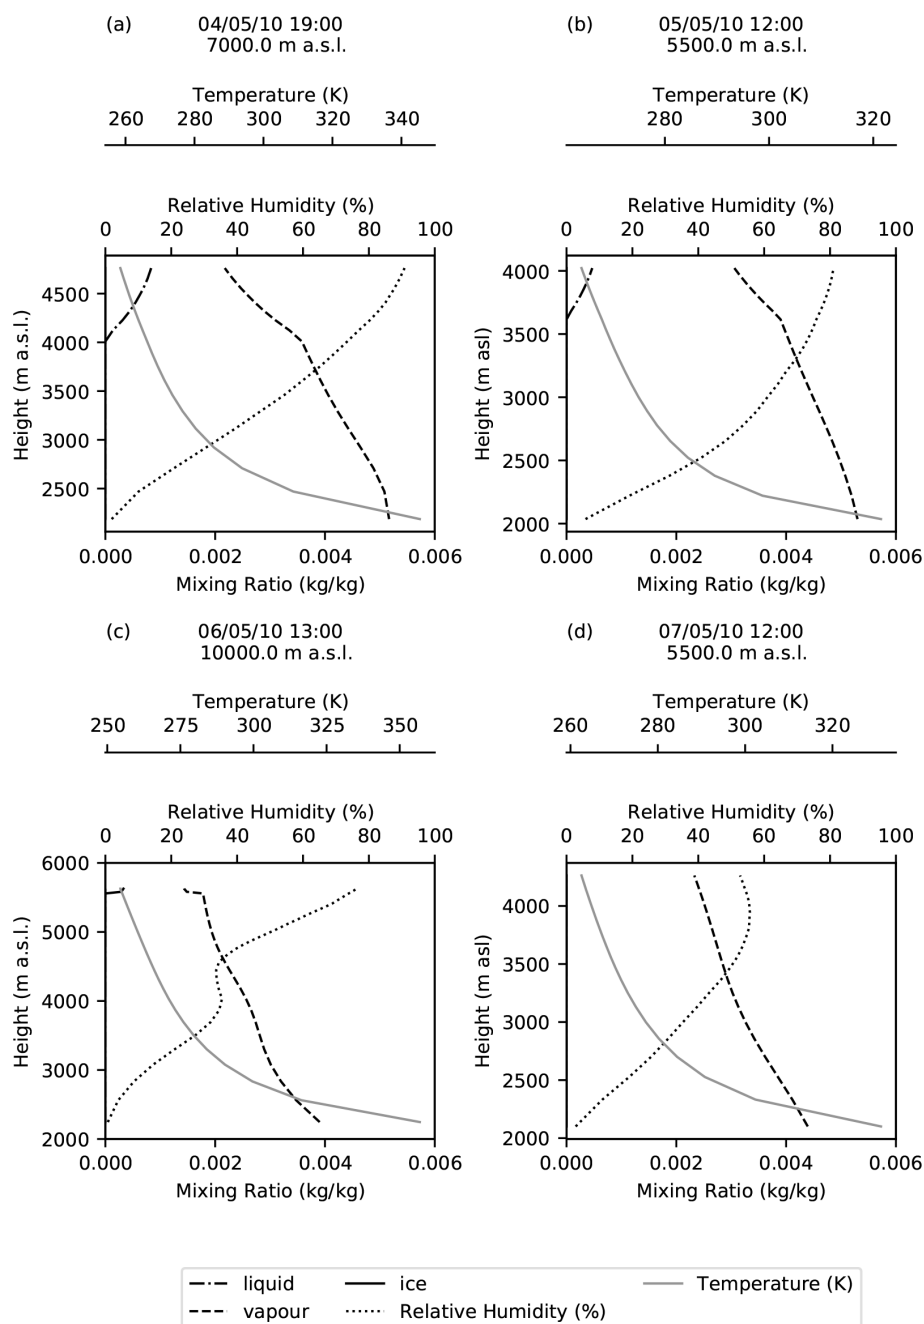 (a) 04/05/10 19:00
7000.0 m a.s.l.
Temperature (K)
260 280 300 320 340
Relative Humidity (%)
0 20 40 60 80 100
Height (m a.s.l.)
4500
4000
3500
3000
2500
0.000 0.002 0.004 0.006
Mixing Ratio (kg/kg)
(b) 05/05/10 12:00
5500.0 m a.s.l.
Temperature (K)
280 300 320
Relative Humidity (%)
0 20 40 60 80 100
Height (m asl)
4000
3500
3000
2500
2000
0.000 0.002 0.004 0.006
Mixing Ratio (kg/kg)
(c) 06/05/10 13:00
10000.0 m a.s.l.
Temperature (K)
250 275 300 325 350
Relative Humidity (%)
0 20 40 60 80 100
Height (m a.s.l.)
6000
5000
4000
3000
2000
0.000 0.002 0.004 0.006
Mixing Ratio (kg/kg)
(d) 07/05/10 12:00
5500.0 m a.s.l.
Temperature (K)
260 280 300 320
Relative Humidity (%)
0 20 40 60 80 100
Height (m asl)
4000
3500
3000
2500
2000
0.000 0.002 0.004 0.006
Mixing Ratio (kg/kg)
liquid ice Temperature (K)
vapour Relative Humidity (%)